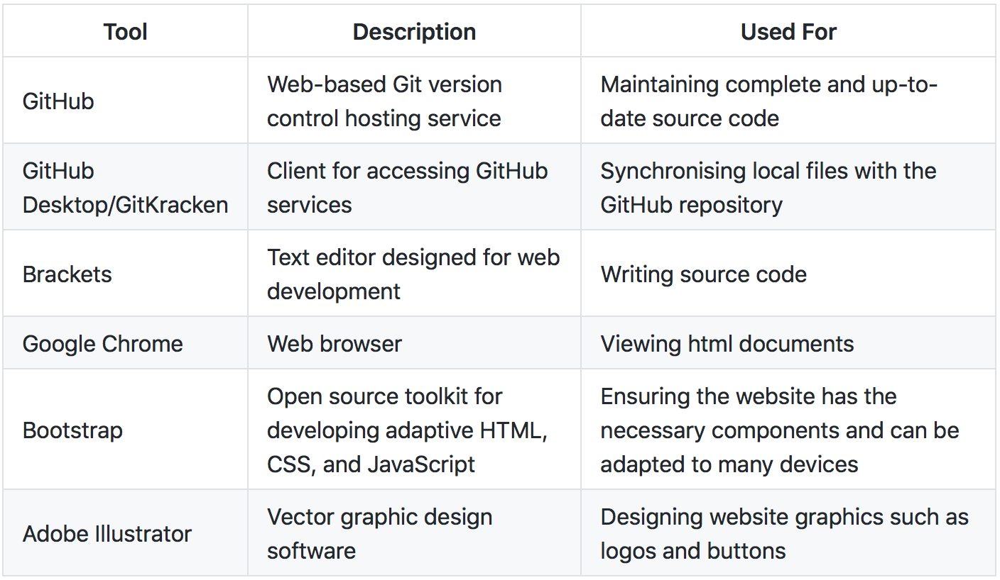 Tool Description Used For
GitHub
Web-based Git version
control hosting service
Maintaining complete and up-to-
date source code
GitHub
Desktop/GitKracken
Client for accessing GitHub
services
Synchronising local files with the
GitHub repository
Brackets
Text editor designed for web
development
Writing source code
Google Chrome
Web browser
Viewing html documents
Bootstrap
Open source toolkit for
developing adaptive HTML,
CSS, and JavaScript
Ensuring the website has the
necessary components and can be
adapted to many devices
Adobe Illustrator
Vector graphic design
software
Designing website graphics such as
logos and buttons